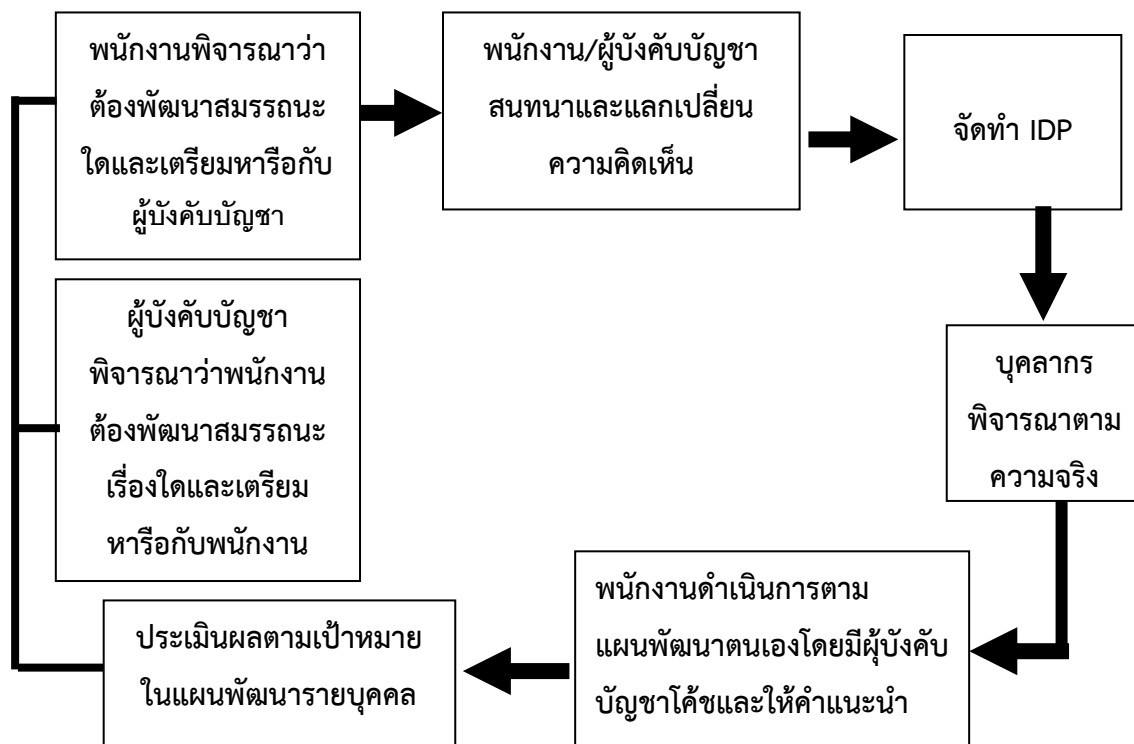 พนักงานพิจารณาว่า
ต้องพัฒนาสมรรถนะ
ใดและเตรียมหารือกับ
ผู้บังคับบัญชา
พนักงาน/ผู้บังคับบัญชา
สนทนาและแลกเปลี่ยน
ความคิดเห็น
จัดทำ IDP
ผู้บังคับบัญชา
พิจารณาว่าพนักงาน
ต้องพัฒนาสมรรถนะ
เรื่องใดและเตรียม
หารือกับพนักงาน
บุคลากร
พิจารณาตาม
ความจริง
พนักงานดำเนินการตาม
แผนพัฒนาตนเองโดยมีผุ้บังคับ
บัญชาโค้ชและให้คำแนะนำ
ประเมินผลตามเป้าหมาย
ในแผนพัฒนารายบุคคล